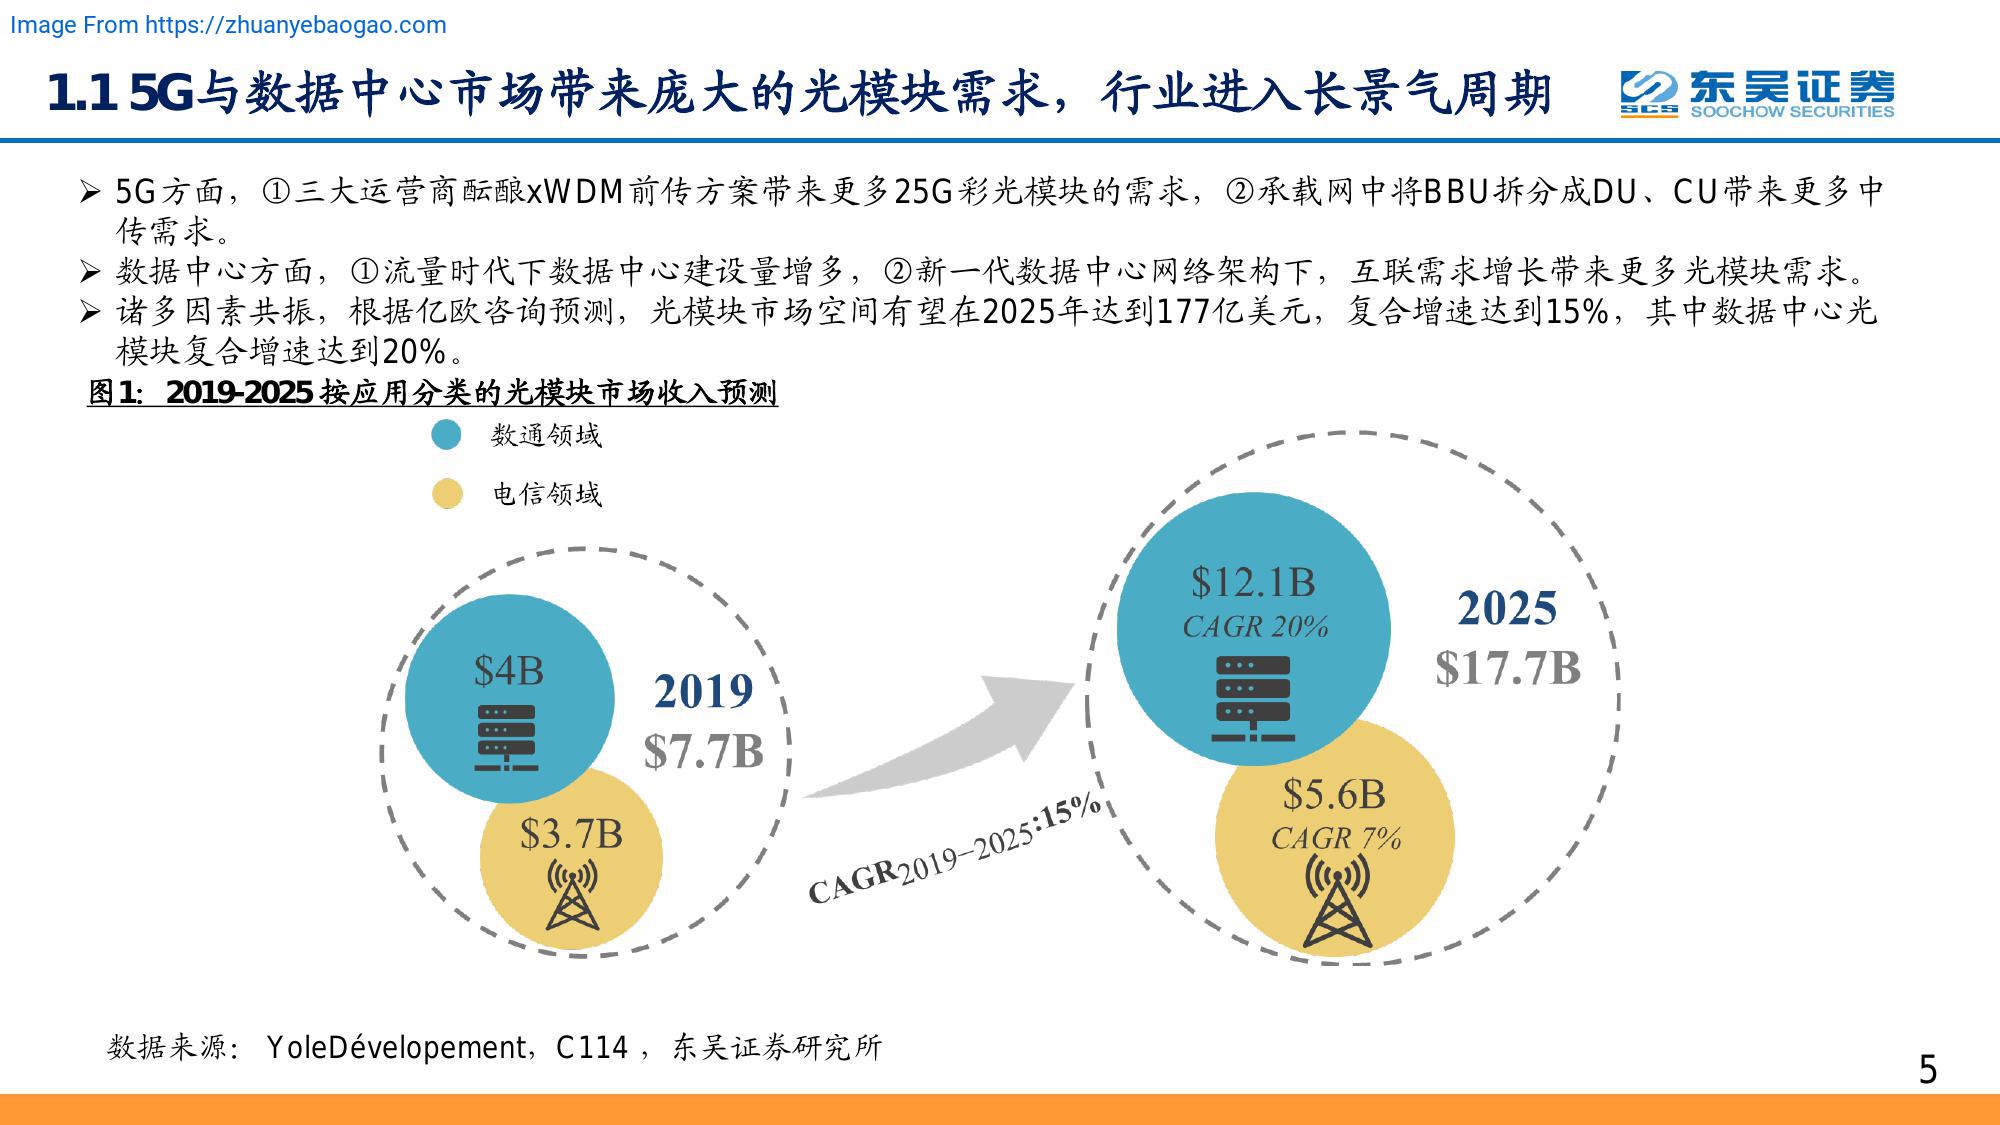 Image From https://zhuanyebaogao.com
1.1 5G与数据中心市场带来庞大的光模块需求，行业进入长景气周期
SCS 东吴证券
SOOCHOW SECURITIES
➢ 5G方面，①三大运营商酝酿xWDM前传方案带来更多25G彩光模块的需求，②承载网中将BBU拆分成DU、CU带来更多中
传需求。
➢ 数据中心方面，①流量时代下数据中心建设量增多，②新一代数据中心网络架构下，互联需求增长带来更多光模块需求。
➢ 诸多因素共振，根据亿欧咨询预测，光模块市场空间有望在2025年达到177亿美元，复合增速达到15%，其中数据中心光
模块复合增速达到20%。
图1：2019-2025按应用分类的光模块市场收入预测
数通领域
电信领域
$4B
2019
$7.7B
$3.7B
CAGR2019-2025:15%
$12.1B
CAGR 20%
2025
$17.7B
$5.6B
CAGR 7%
数据来源： YoleDévelopement，C114 ，东吴证券研究所
5